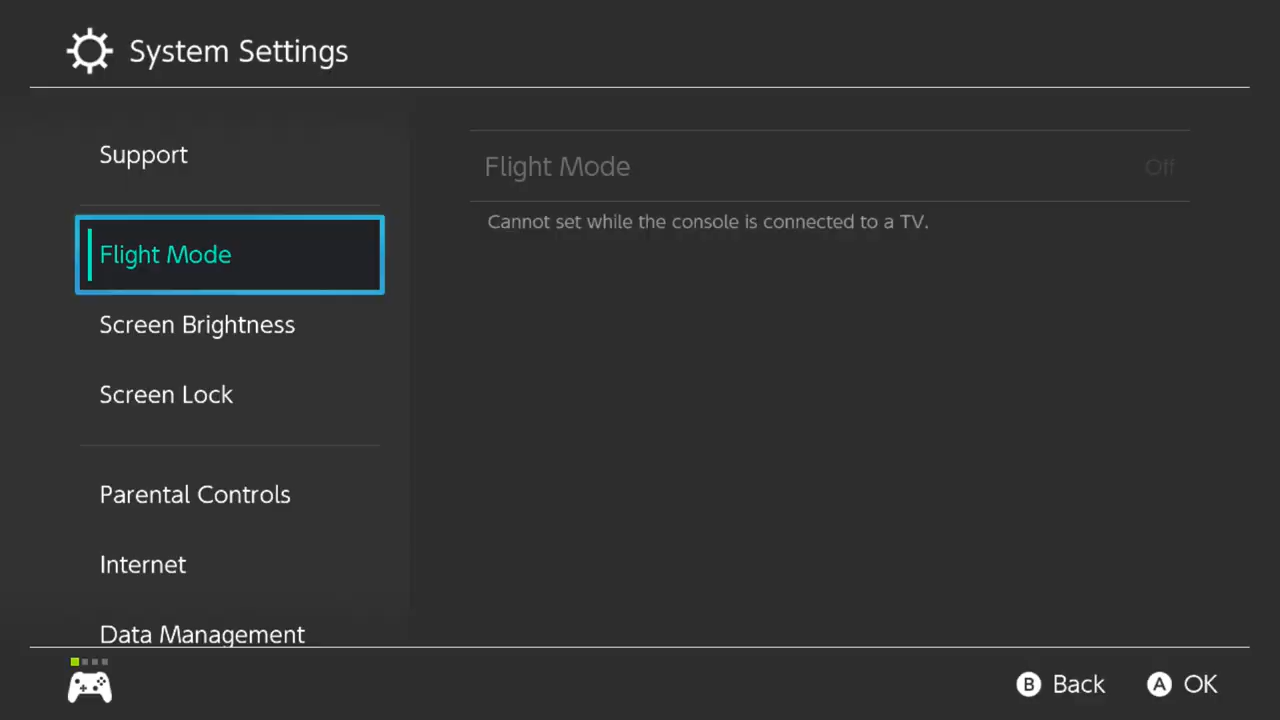 System Settings
Support
Flight Mode
Screen Brightness
Screen Lock
Parental Controls
Internet
Data Management
Flight Mode Off
Cannot set while the console is connected to a TV.
B Back A OK